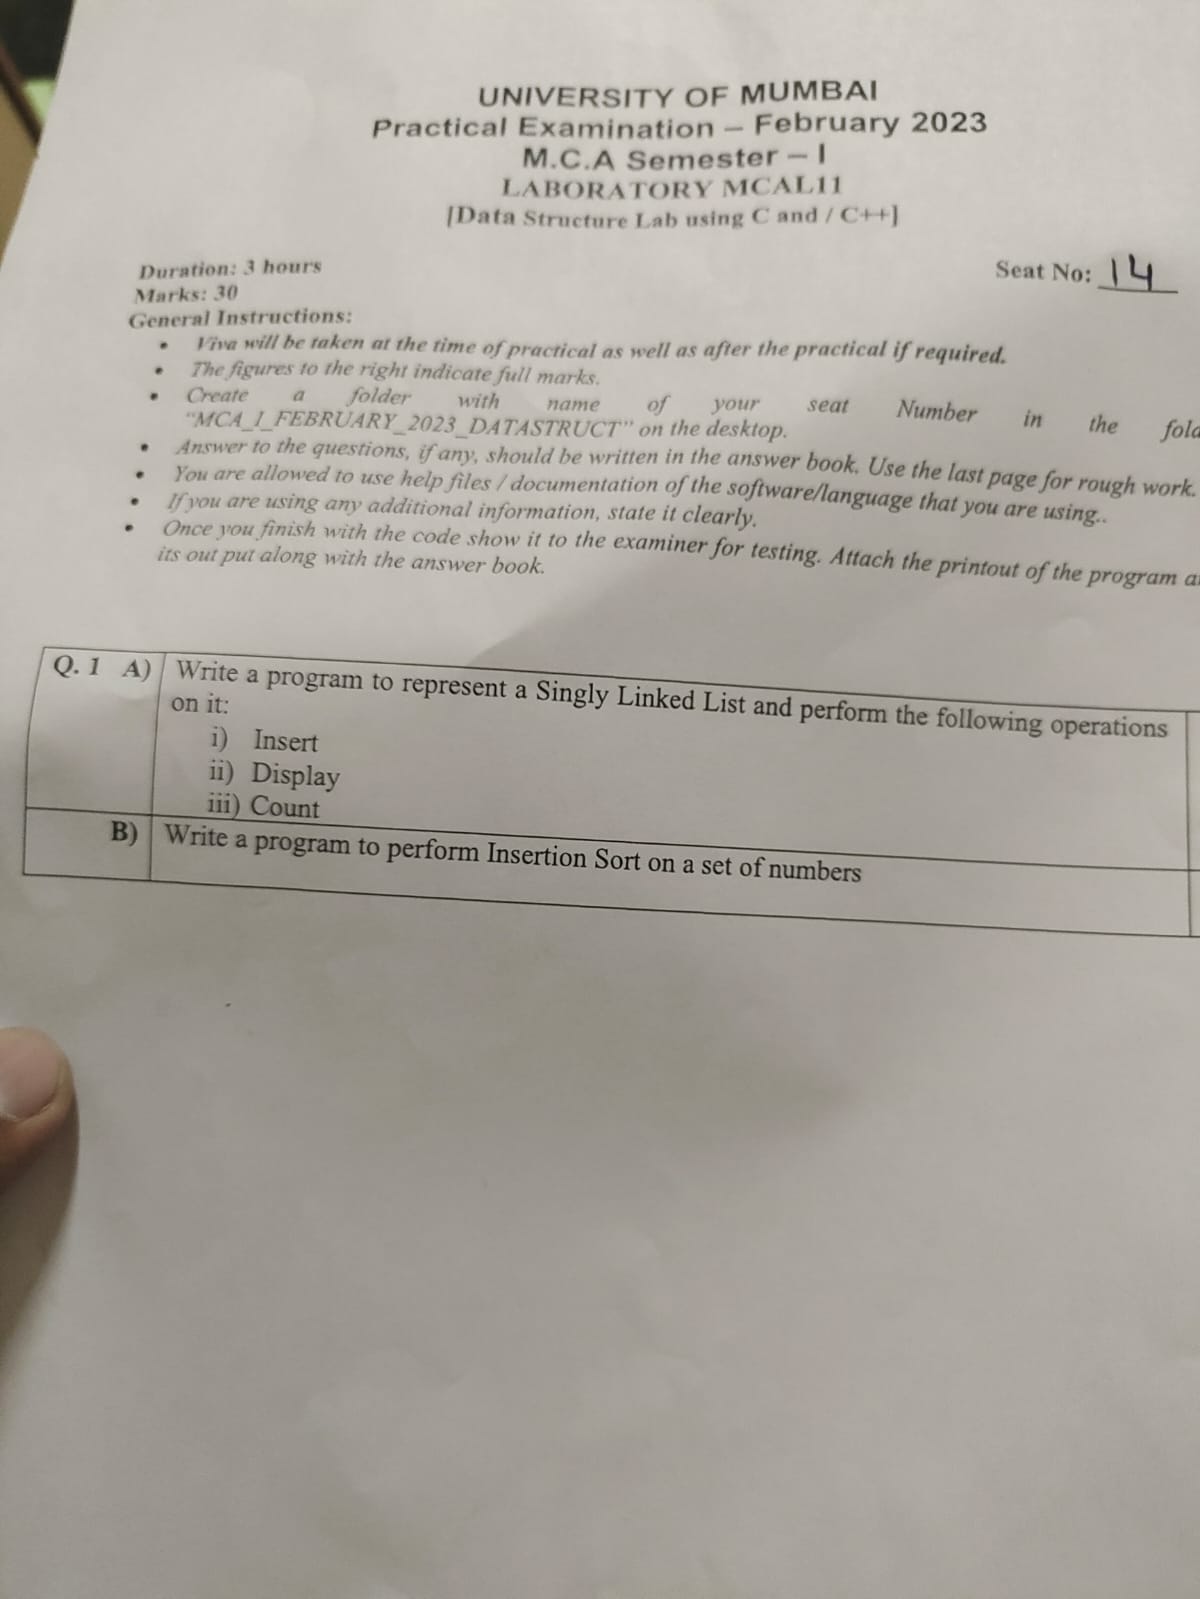 UNIVERSITY OF MUMBAI
Practical Examination – February 2023
M.C.A Semester – I
LABORATORY MCAL11
[Data Structure Lab using C and / C++]
Duration: 3 hours
Seat No: 14
Marks: 30
General Instructions:
• Viva will be taken at the time of practical as well as after the practical if required.
• The figures to the right indicate full marks.
• Create a folder with name of your seat Number in the
“MCA_I_FEBRUARY_2023_DATASTRUCT” on the desktop.
• Answer to the questions, if any, should be written in the answer book. Use the last page for rough work.
• You are allowed to use help files / documentation of the software/language that you are using..
• If you are using any additional information, state it clearly.
• Once you finish with the code show it to the examiner for testing. Attach the printout of the program
its out put along with the answer book.
Q. 1 A) Write a program to represent a Singly Linked List and perform the following operations
on it:
i) Insert
ii) Display
iii) Count
B) Write a program to perform Insertion Sort on a set of numbers